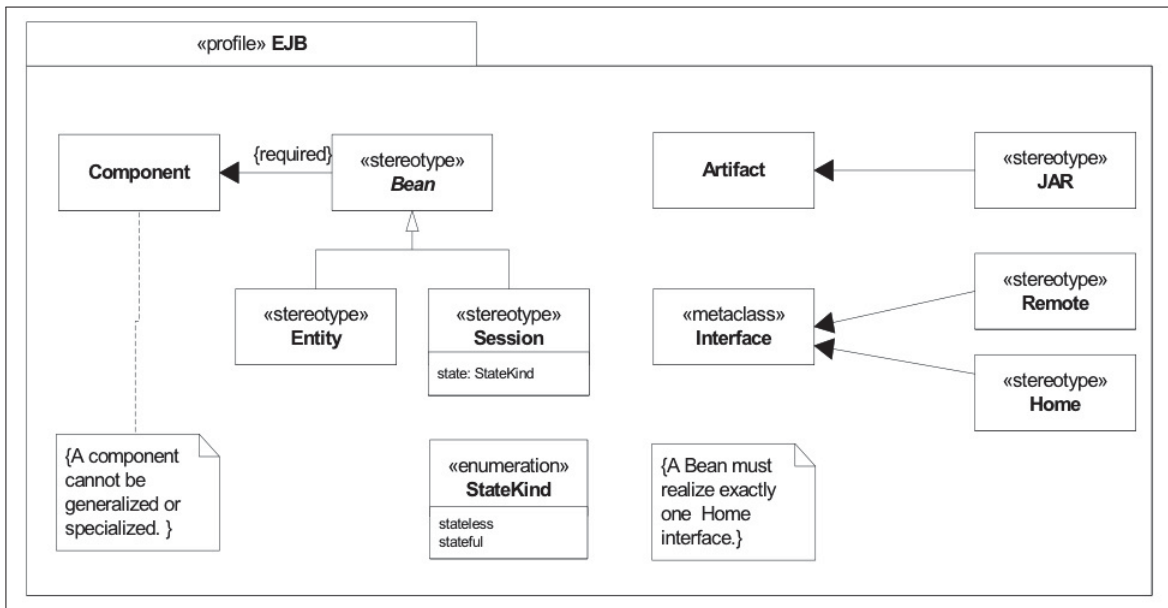 «profile» EJB
Component
{required}
«stereotype»
Bean
Artifact
«stereotype»
JAR
«stereotype»
Entity
«stereotype»
Session
state: StateKind
«metaclass»
Interface
«stereotype»
Remote
«stereotype»
Home
{A component
cannot be
generalized or
specialized. }
«enumeration»
StateKind
stateless
stateful
{A Bean must
realize exactly
one Home
interface.}